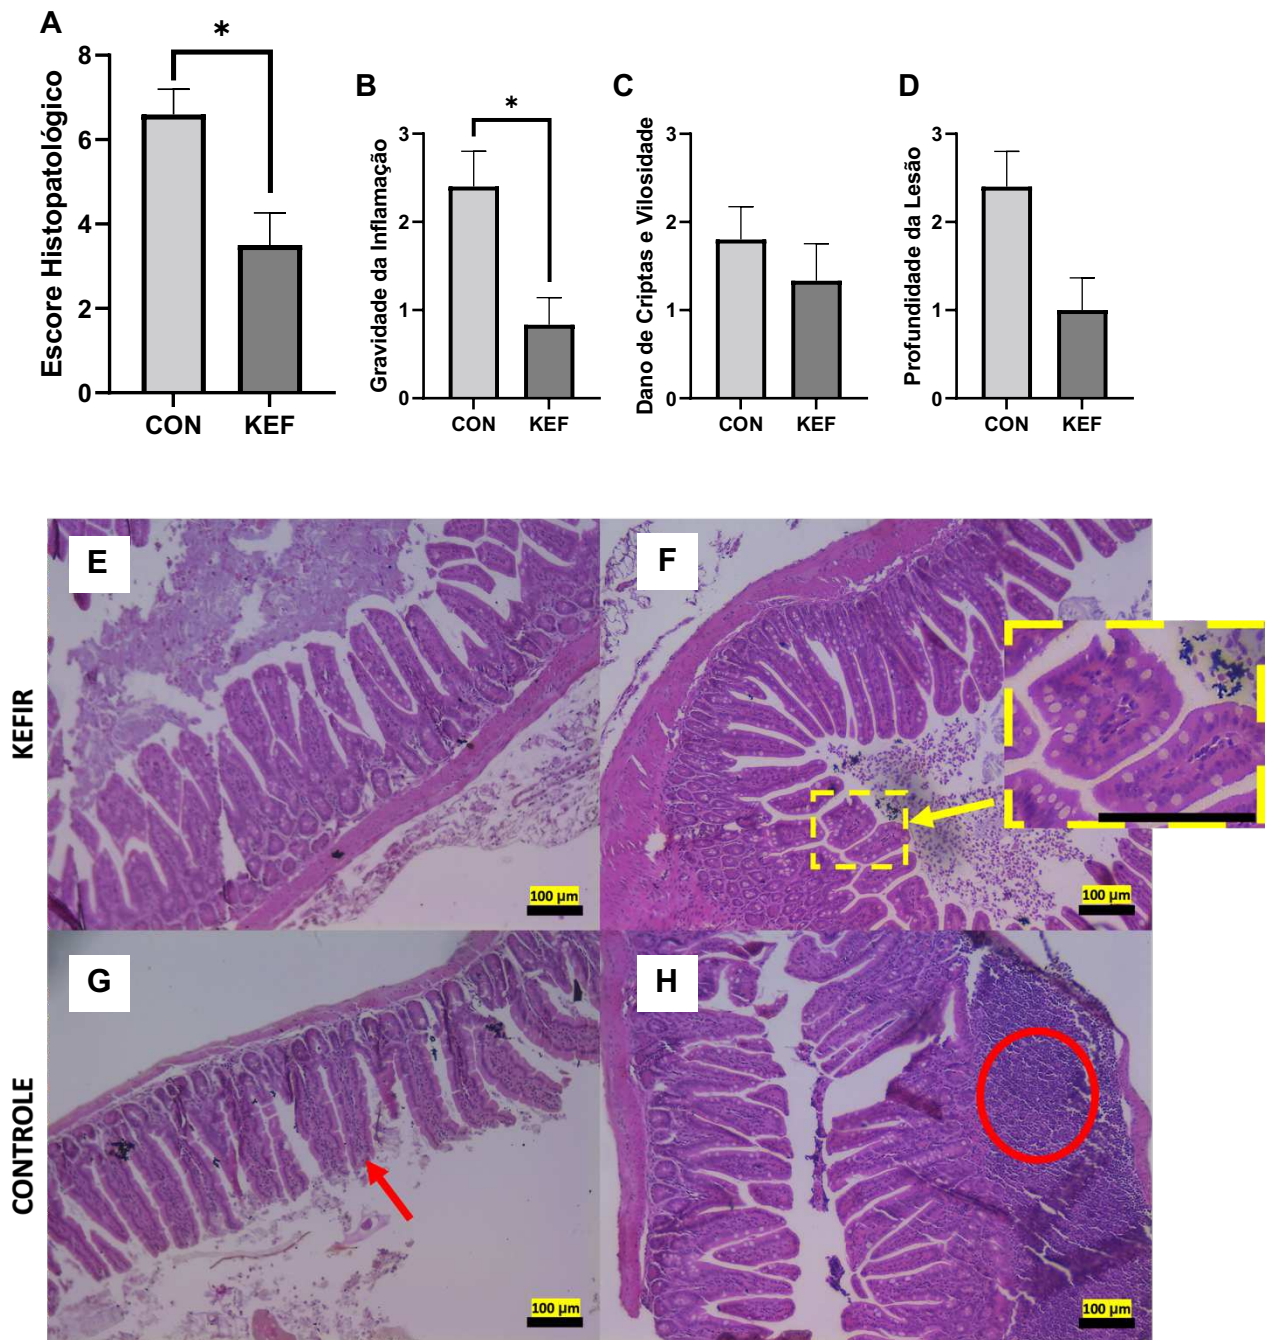 A
*
Escore Histopatológico
8
6
4
2
0
CON KEF
B
*
Gravidade da Inflamação
3
2
1
0
CON KEF
C
Dano de Criptas e Vilosidade
3
2
1
0
CON KEF
D
Profundidade da Lesão
3
2
1
0
CON KEF
KEFIR
E
100 µm
F
100 µm
CONTROLE
G
100 µm
H
100 µm